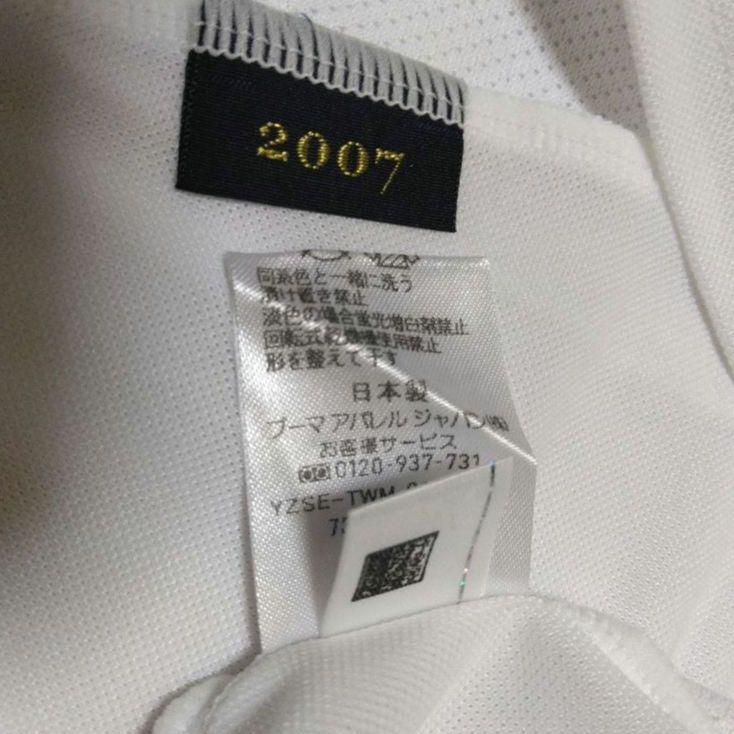 2007
同系色と一緒に洗う
漬け置き禁止
淡色の場合蛍光増白剤禁止
回転式乾燥機使用禁止
形を整えて干す
日本製
プーマ アパレル ジャパン㈱
お客様サービス
0120-937-731
YZSE-TWM